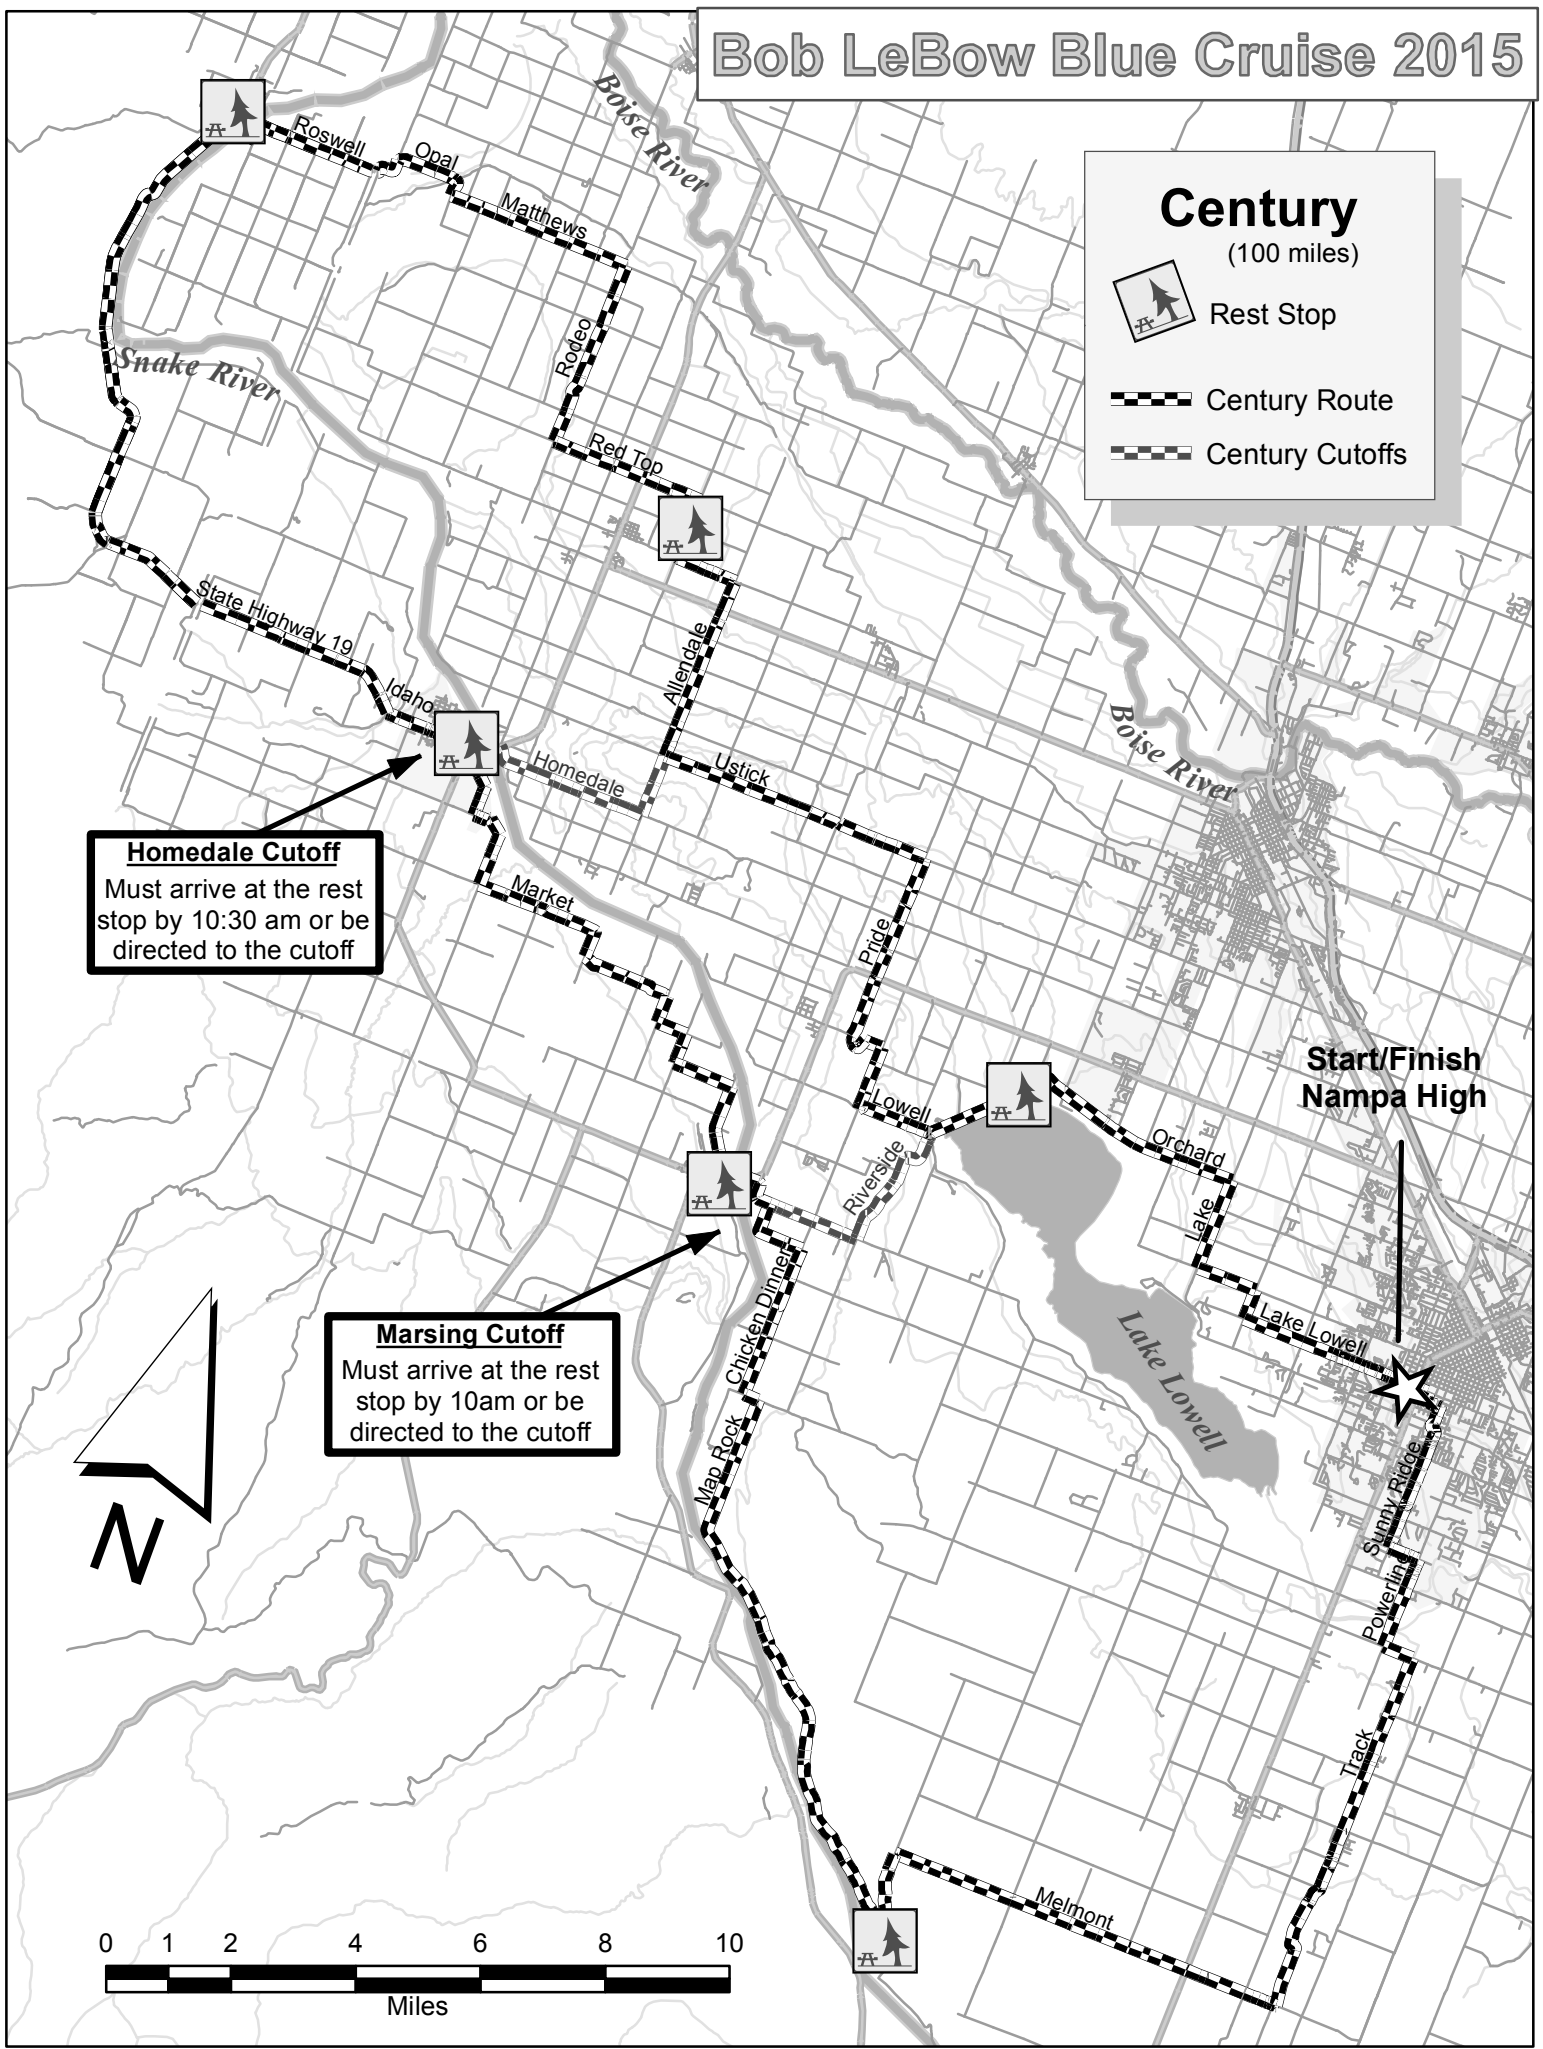 Bob LeBow Blue Cruise 2015
Century
(100 miles)
Rest Stop
Century Route
Century Cutoffs
Boise River
Roswell
Opal
Matthews
Rodeo
Snake River
Red Top
State Highway 19
Allendale
Idaho
Homedale
Ustick
Boise River
Homedale Cutoff
Must arrive at the rest
stop by 10:30 am or be
directed to the cutoff
Market
Pride
Start/Finish
Nampa High
Lowell
Orchard
Riverside
Lake
Chicken Dinner
Lake Lowell
Lake Lowell
Marsing Cutoff
Must arrive at the rest
stop by 10am or be
directed to the cutoff
Map Rock
Sunny Ridge
Powerline
N
Track
Melmont
0 1 2 4 6 8 10
Miles